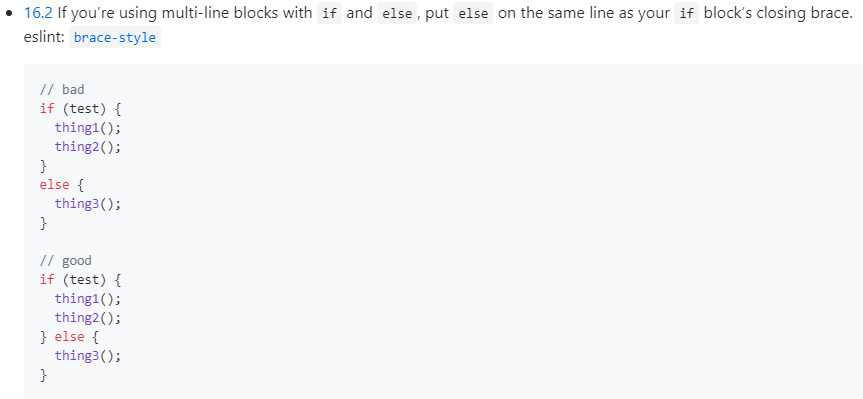 • 16.2 If you’re using multi-line blocks with if and else, put else on the same line as your if block’s closing brace.
eslint: brace-style
// bad
if (test) {
  thing1();
  thing2();
}
else {
  thing3();
}

// good
if (test) {
  thing1();
  thing2();
} else {
  thing3();
}